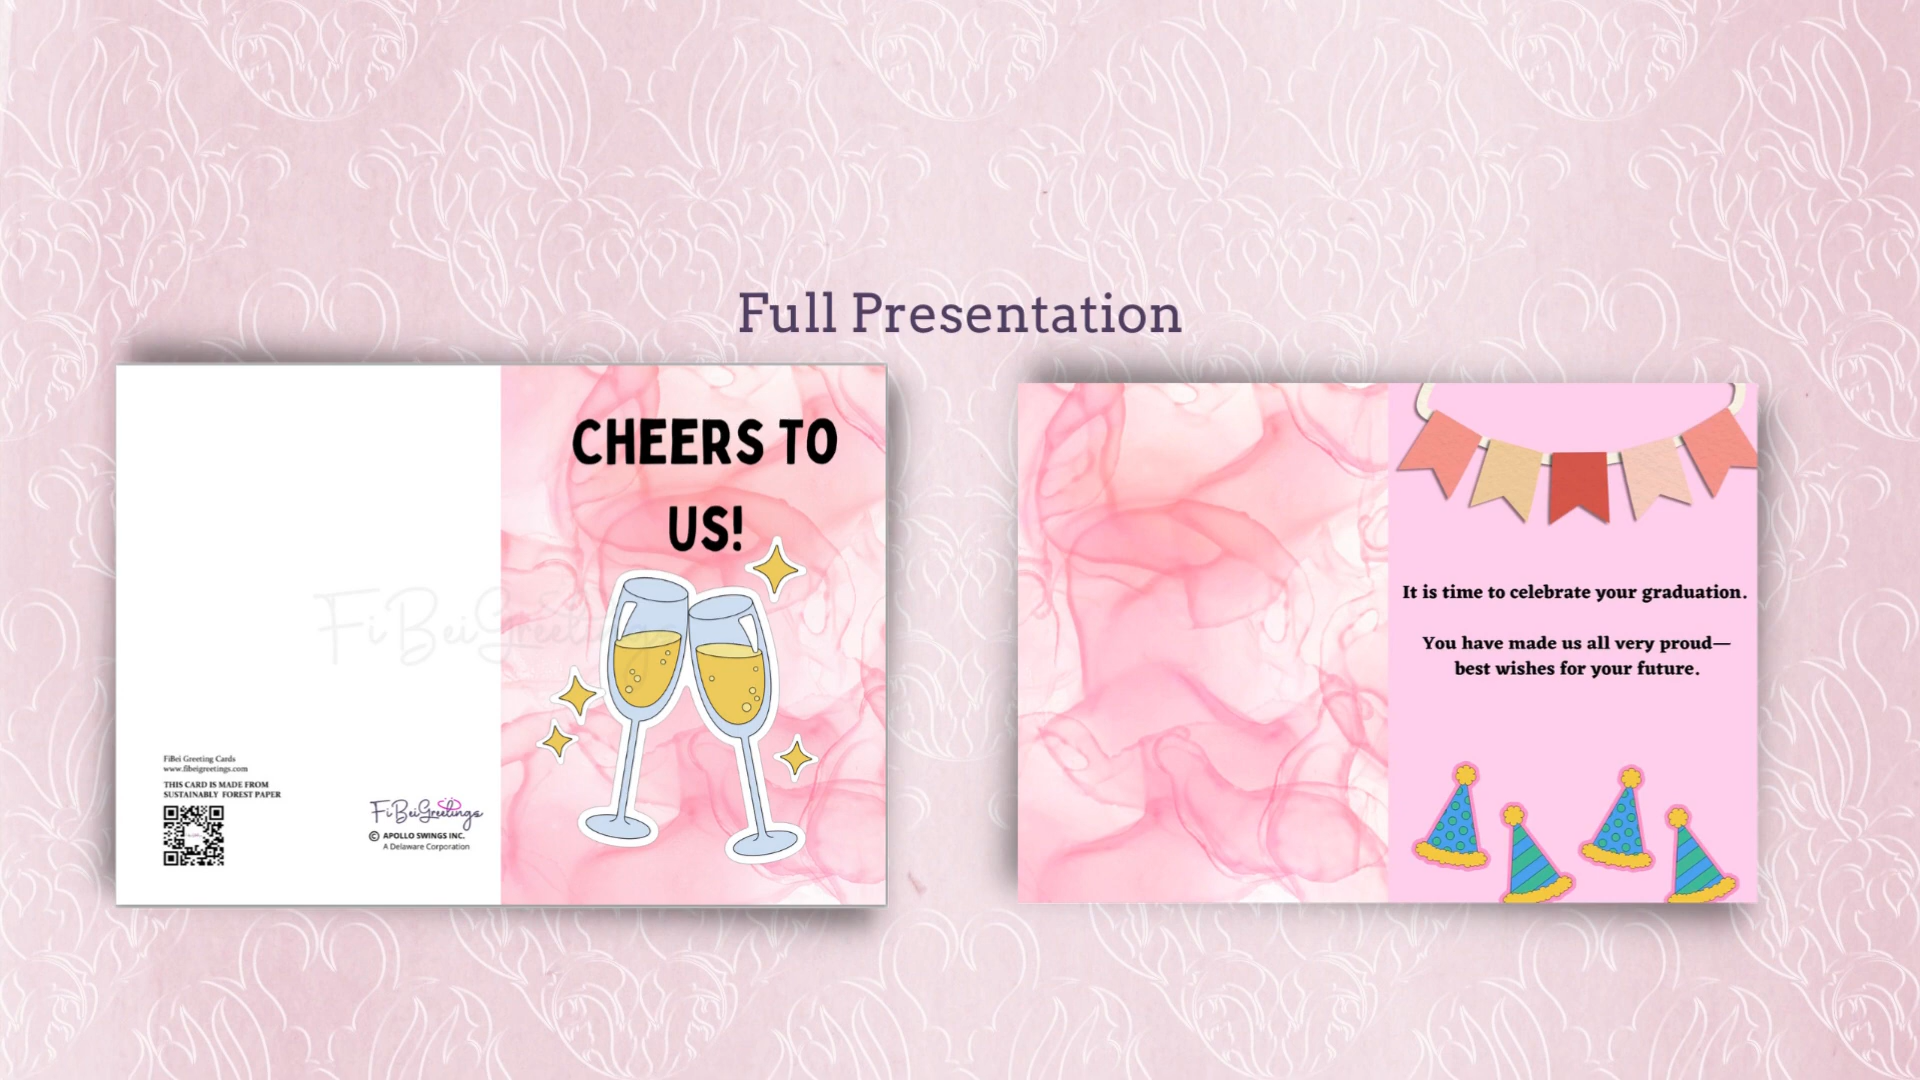 Full Presentation
CHEERS TO
US!
FiBeiGreetings
FiBei Greeting Cards
www.fibeigreetings.com
THIS CARD IS MADE FROM
SUSTAINABLY FOREST PAPER
FiBeiGreetings
© APOLLO SWINGS INC.
A Delaware Corporation
It is time to celebrate your graduation.
You have made us all very proud—
best wishes for your future.